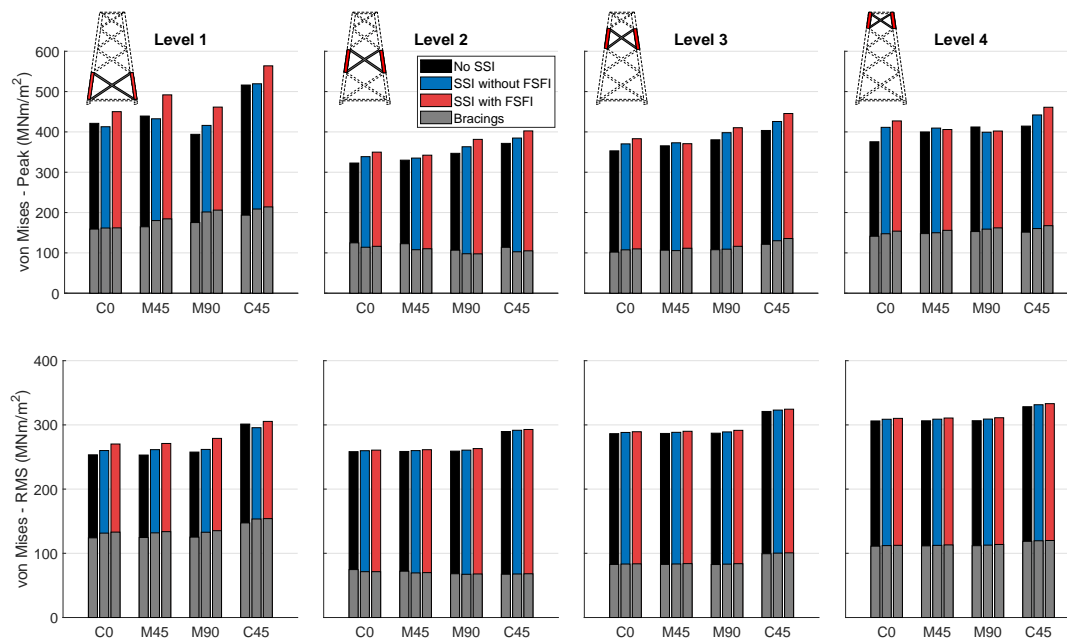 Level 1
Level 2
Level 3
Level 4
von Mises - Peak (MNm/m²)
600
500
400
300
200
100
0
No SSI
SSI without FSFI
SSI with FSFI
Bracings
C0 M45 M90 C45
C0 M45 M90 C45
C0 M45 M90 C45
C0 M45 M90 C45
von Mises - RMS (MNm/m²)
400
300
200
100
0
C0 M45 M90 C45
C0 M45 M90 C45
C0 M45 M90 C45
C0 M45 M90 C45